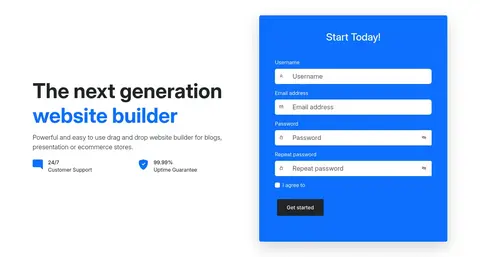 The next generation
website builder
Powerful and easy to use drag and drop website builder for blogs,
presentation or ecommerce stores.
24/7
Customer Support
99.99%
Uptime Guarantee
Start Today!
Username
Username
Email address
Email address
Password
Password
Repeat password
Repeat password
I agree to
Get started